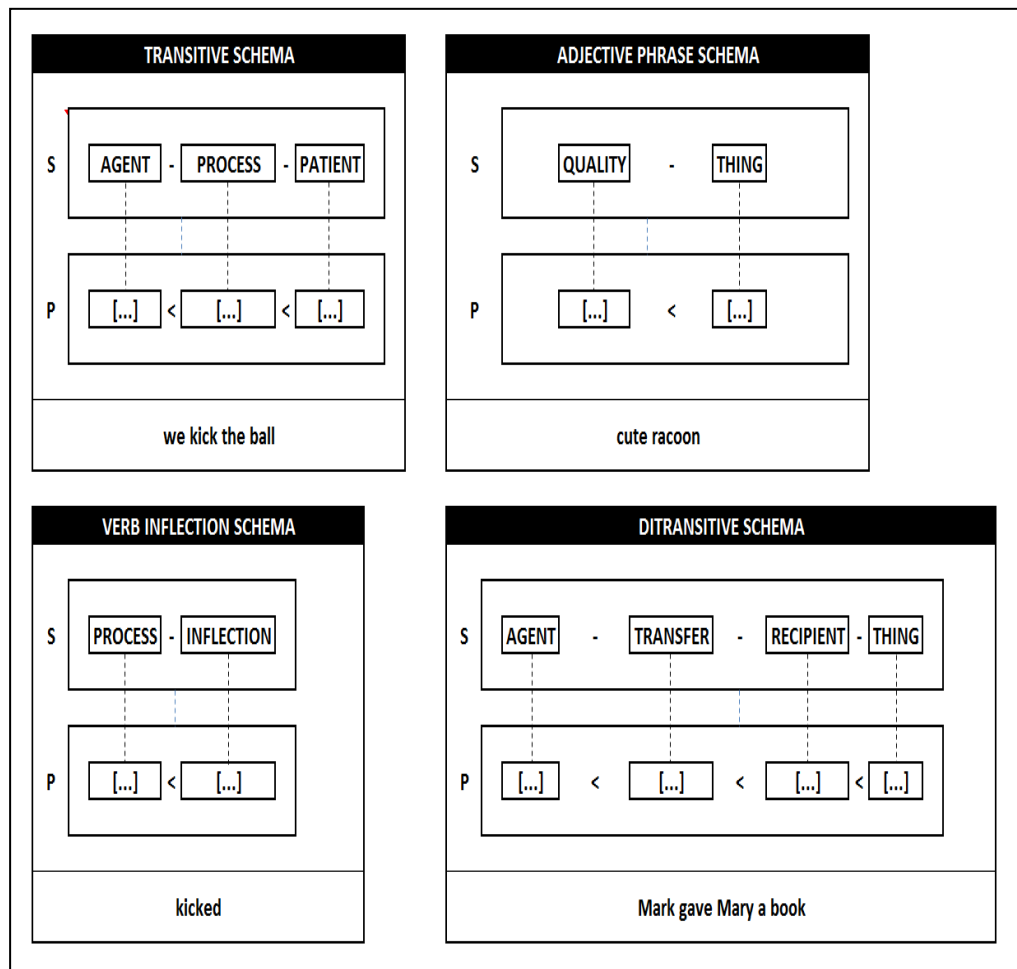 TRANSITIVE SCHEMA
S AGENT - PROCESS - PATIENT
P [...] < [...] < [...]
we kick the ball
ADJECTIVE PHRASE SCHEMA
S QUALITY - THING
P [...] < [...]
cute racoon
VERB INFLECTION SCHEMA
S PROCESS - INFLECTION
P [...] < [...]
kicked
DITRANSITIVE SCHEMA
S AGENT - TRANSFER - RECIPIENT - THING
P [...] < [...] < [...] < [...]
Mark gave Mary a book